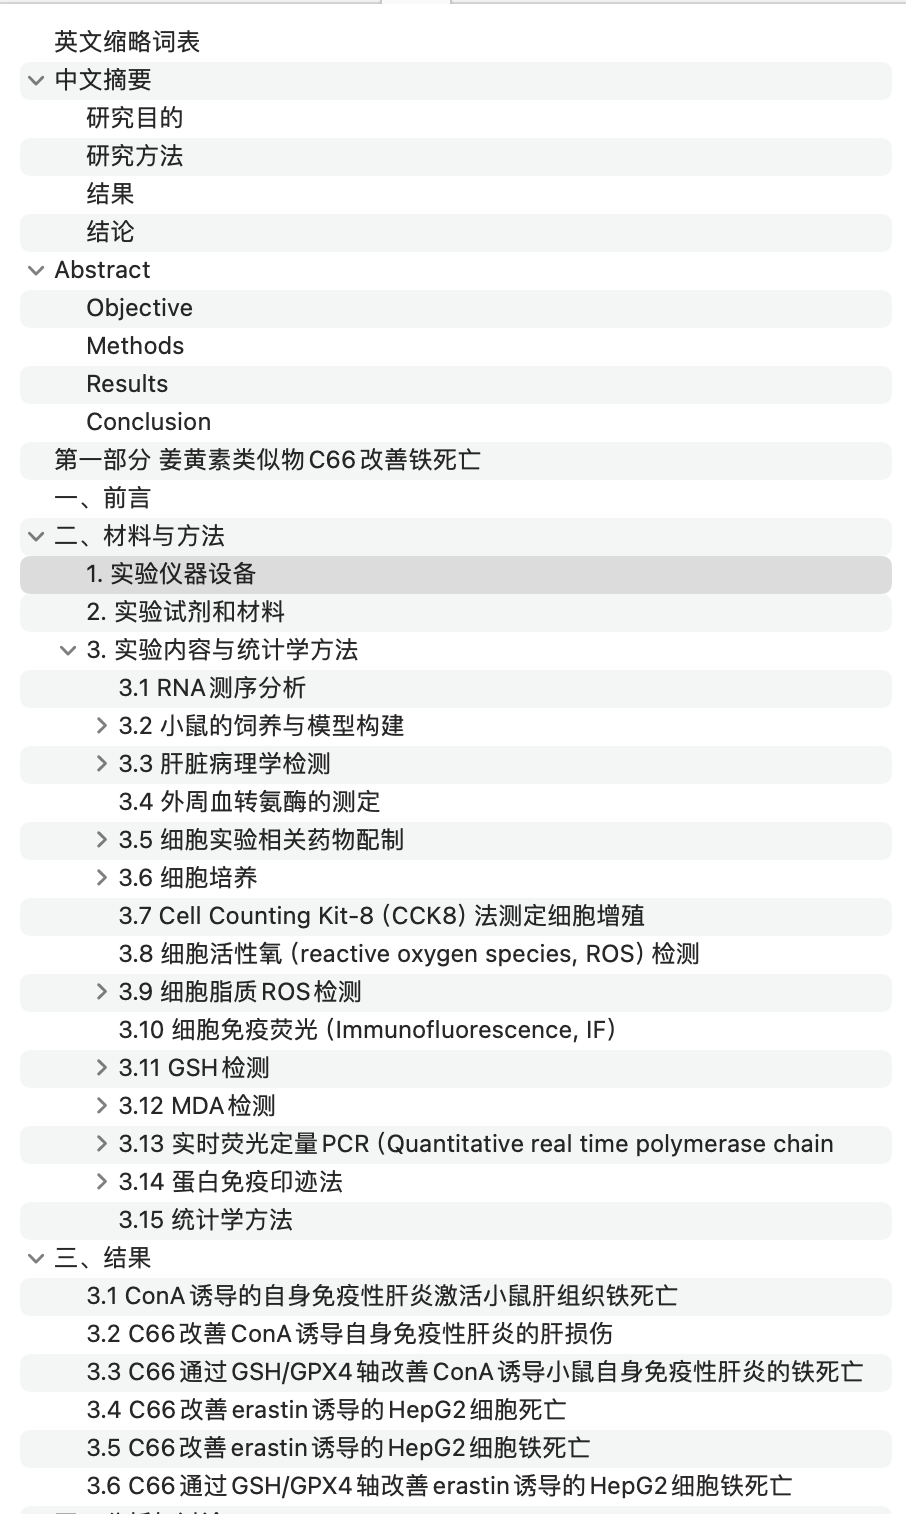 英文缩略词表
中文摘要
研究目的
研究方法
结果
结论
Abstract
Objective
Methods
Results
Conclusion
第一部分 姜黄素类似物C66改善铁死亡
一、前言
二、材料与方法
1. 实验仪器设备
2. 实验试剂和材料
3. 实验内容与统计学方法
3.1 RNA测序分析
3.2 小鼠的饲养与模型构建
3.3 肝脏病理学检测
3.4 外周血转氨酶的测定
3.5 细胞实验相关药物配制
3.6 细胞培养
3.7 Cell Counting Kit-8 (CCK8) 法测定细胞增殖
3.8 细胞活性氧 (reactive oxygen species, ROS) 检测
3.9 细胞脂质ROS检测
3.10 细胞免疫荧光 (Immunofluorescence, IF)
3.11 GSH检测
3.12 MDA检测
3.13 实时荧光定量PCR (Quantitative real time polymerase chain
3.14 蛋白免疫印迹法
3.15 统计学方法
三、结果
3.1 ConA诱导的自身免疫性肝炎激活小鼠肝组织铁死亡
3.2 C66改善ConA诱导自身免疫性肝炎的肝损伤
3.3 C66通过GSH/GPX4轴改善ConA诱导小鼠自身免疫性肝炎的铁死亡
3.4 C66改善erastin诱导的HepG2细胞死亡
3.5 C66改善erastin诱导的HepG2细胞铁死亡
3.6 C66通过GSH/GPX4轴改善erastin诱导的HepG2细胞铁死亡